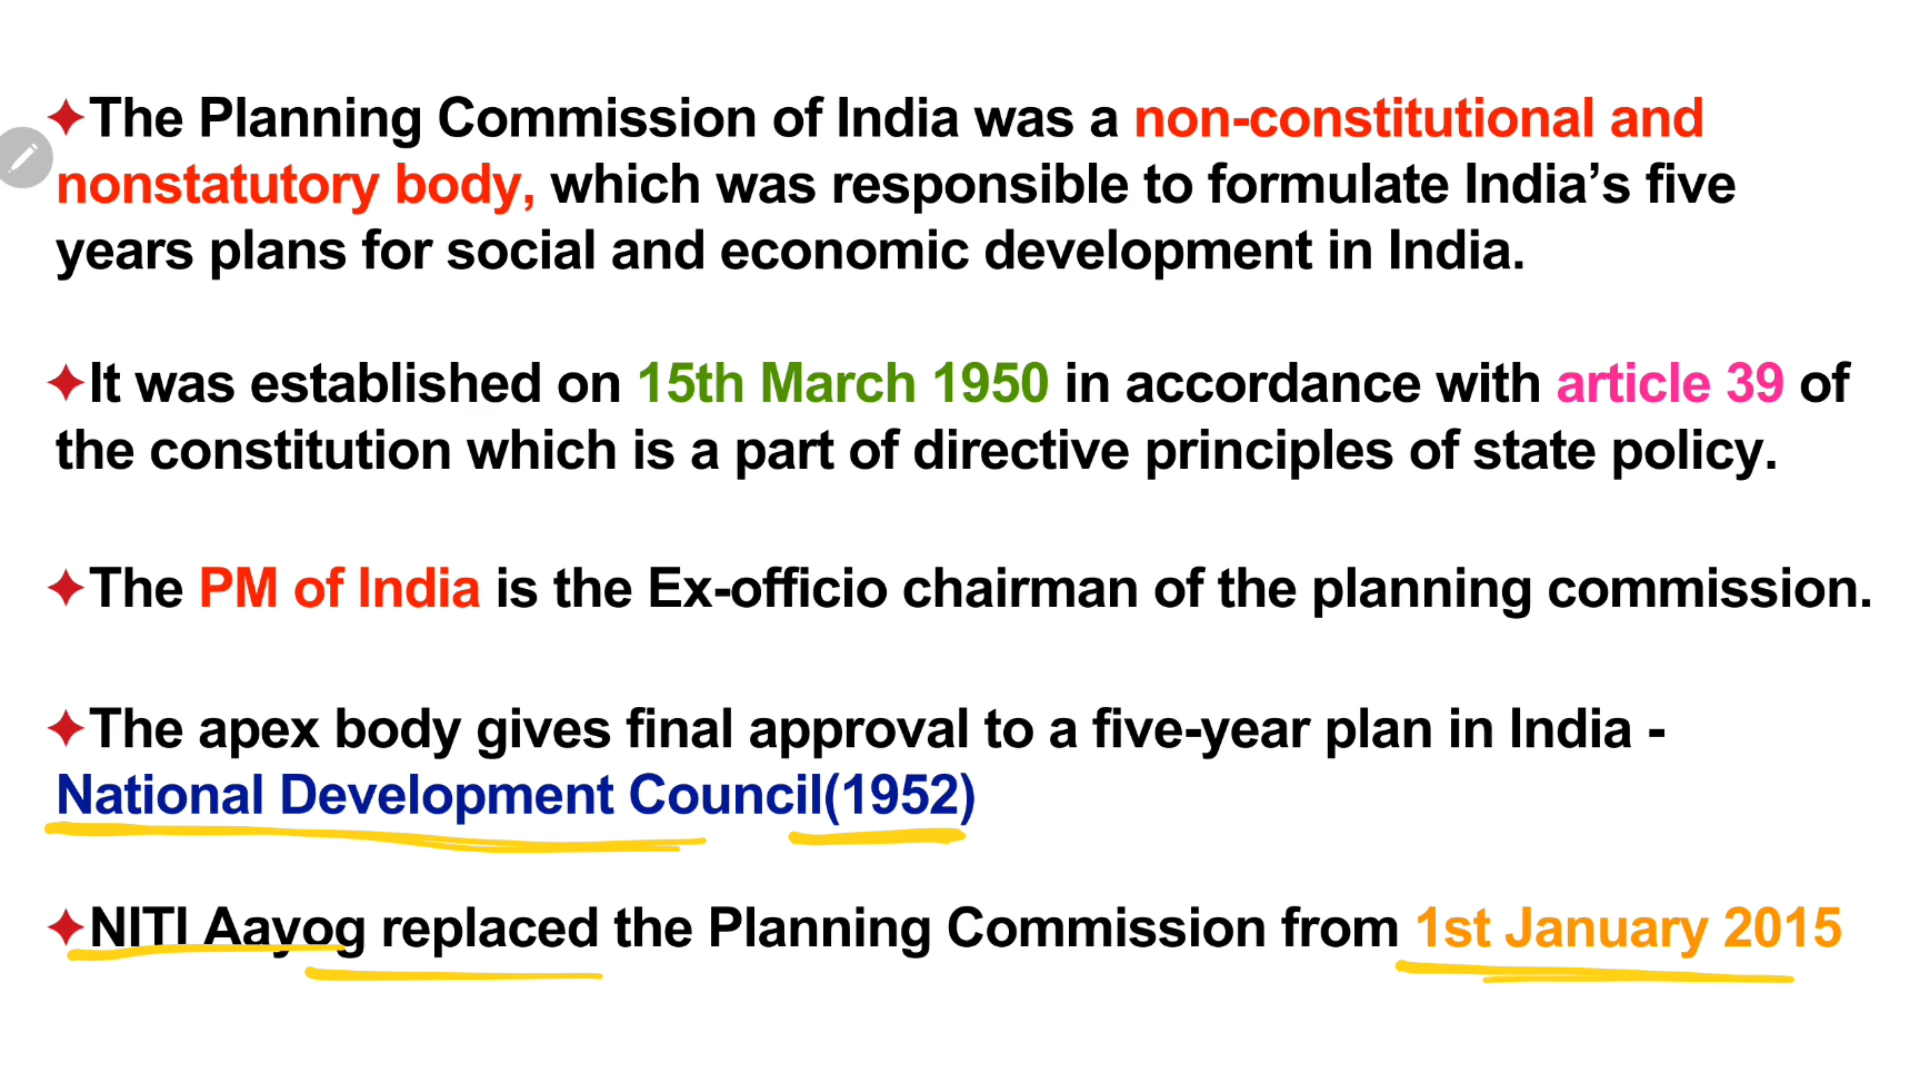 ✦The Planning Commission of India was a non-constitutional and
nonstatutory body, which was responsible to formulate India’s five
years plans for social and economic development in India.
✦It was established on 15th March 1950 in accordance with article 39 of
the constitution which is a part of directive principles of state policy.
✦The PM of India is the Ex-officio chairman of the planning commission.
✦The apex body gives final approval to a five-year plan in India -
National Development Council(1952)
✦NITI Aayog replaced the Planning Commission from 1st January 2015